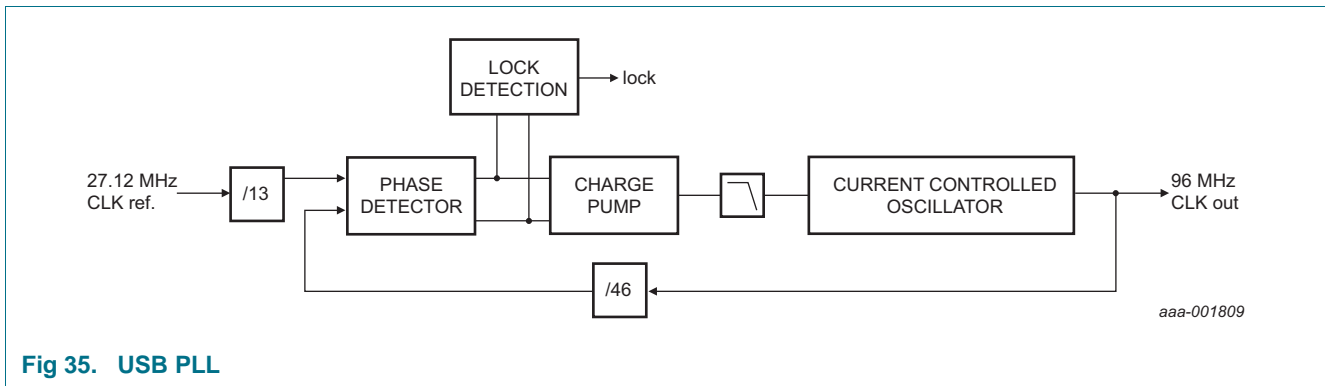 LOCK
DETECTION
lock
27.12 MHz
CLK ref.
/13
PHASE
DETECTOR
CHARGE
PUMP
CURRENT CONTROLLED
OSCILLATOR
96 MHz
CLK out
/46
aaa-001809
Fig 35. USB PLL